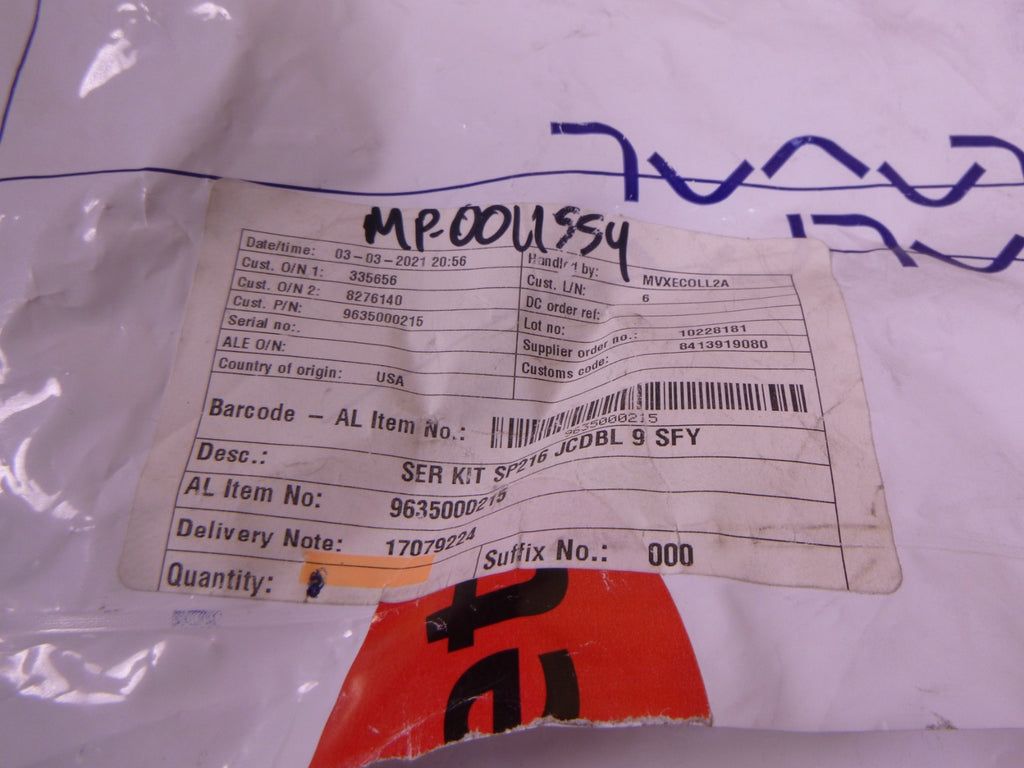 MP-0011554
Date/time: 03-03-2021 20:56
Cust. O/N 1: 335656
Cust. O/N 2: 8276140
Cust. P/N: 9635000215
Serial no:.
ALE O/N:
Country of origin: USA
Handled by: MVXECOLL2A
Cust. L/N: 6
DC order ref:
Lot no: 10228181
Supplier order no.: 8413919080
Customs code:
Barcode - AL Item No.:
9635000215
Desc.: SER KIT SP216 JCDBL 9 SFY
AL Item No: 9635000215
Delivery Note: 17079224
Suffix No.: 000
Quantity: